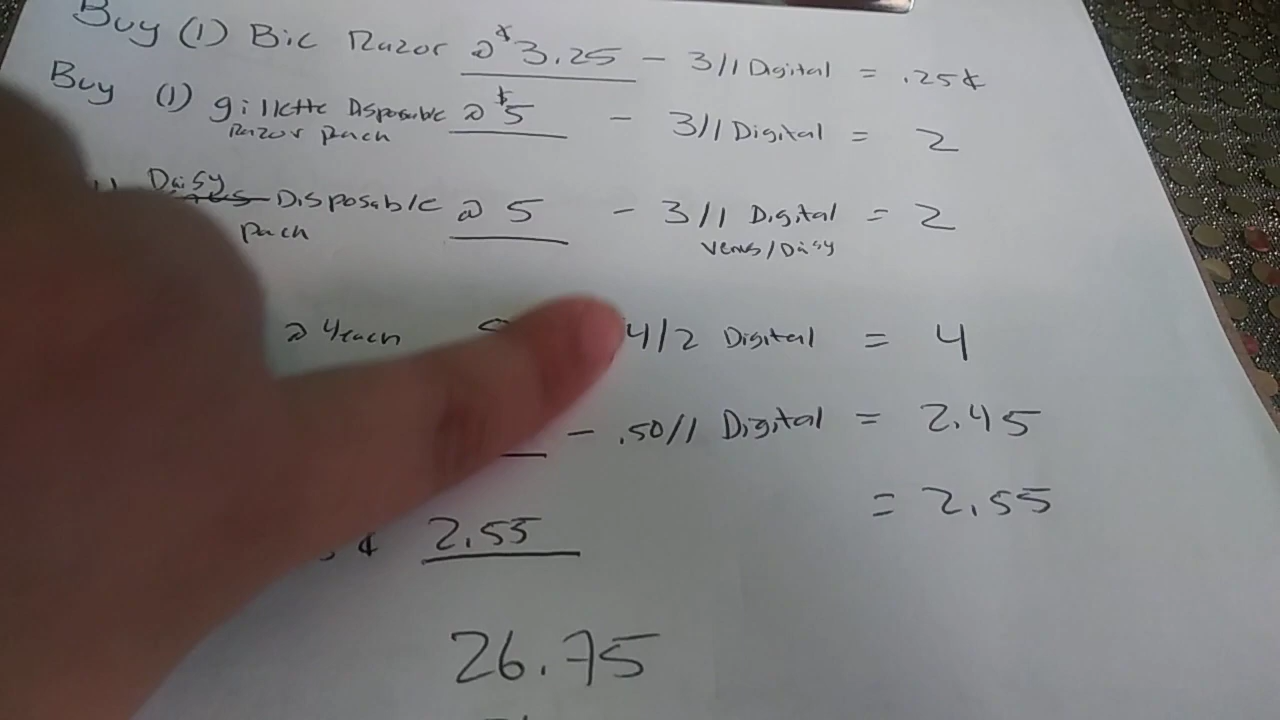 Buy (1) Bic Razor @ $3.25 - 3/1 Digital = .25¢
Buy (1) gillette Disposable @ $5 - 3/1 Digital = 2
Razor pack
Daisy
Disposable @ 5 - 3/1 Digital = 2
pack Venus/Daisy
@ 4 each 4/2 Digital = 4
- .50/1 Digital = 2.45
= 2.55
¢ 2.55
26.75